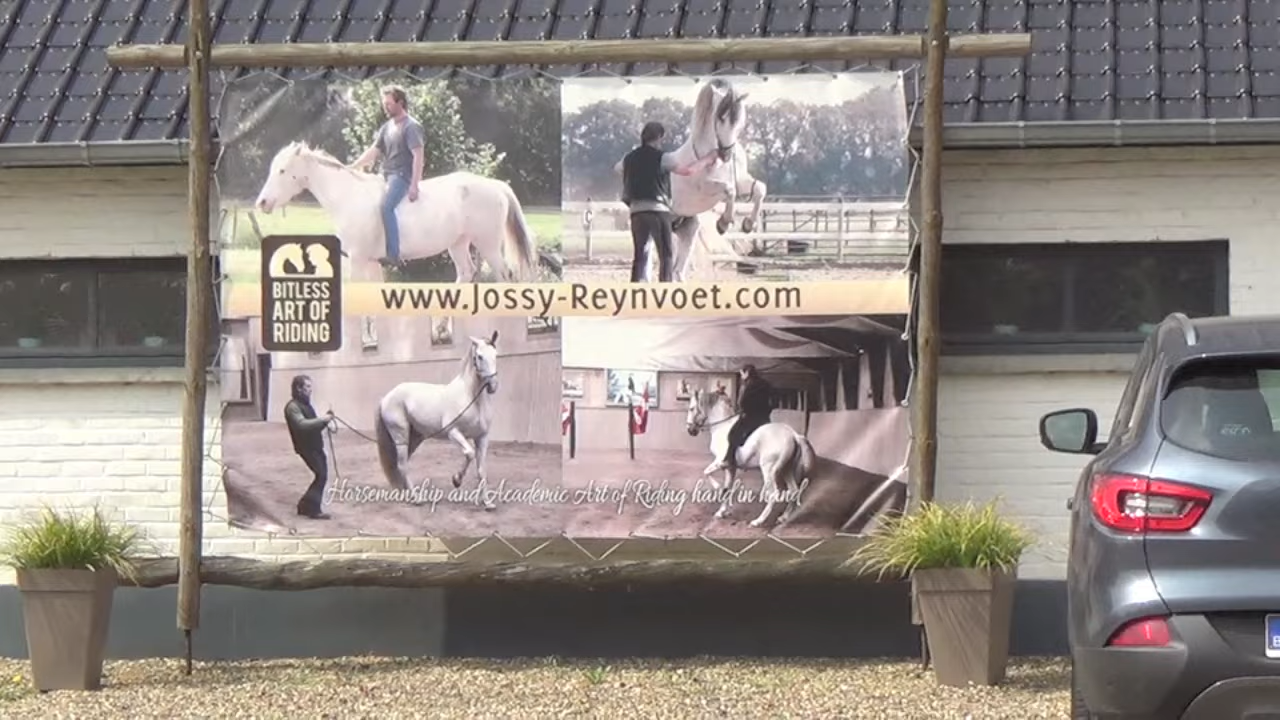 BITLESS
ART OF
RIDING
www.Jossy-Reynvoet.com
Horsemanship and Academic Art of Riding hand in hand